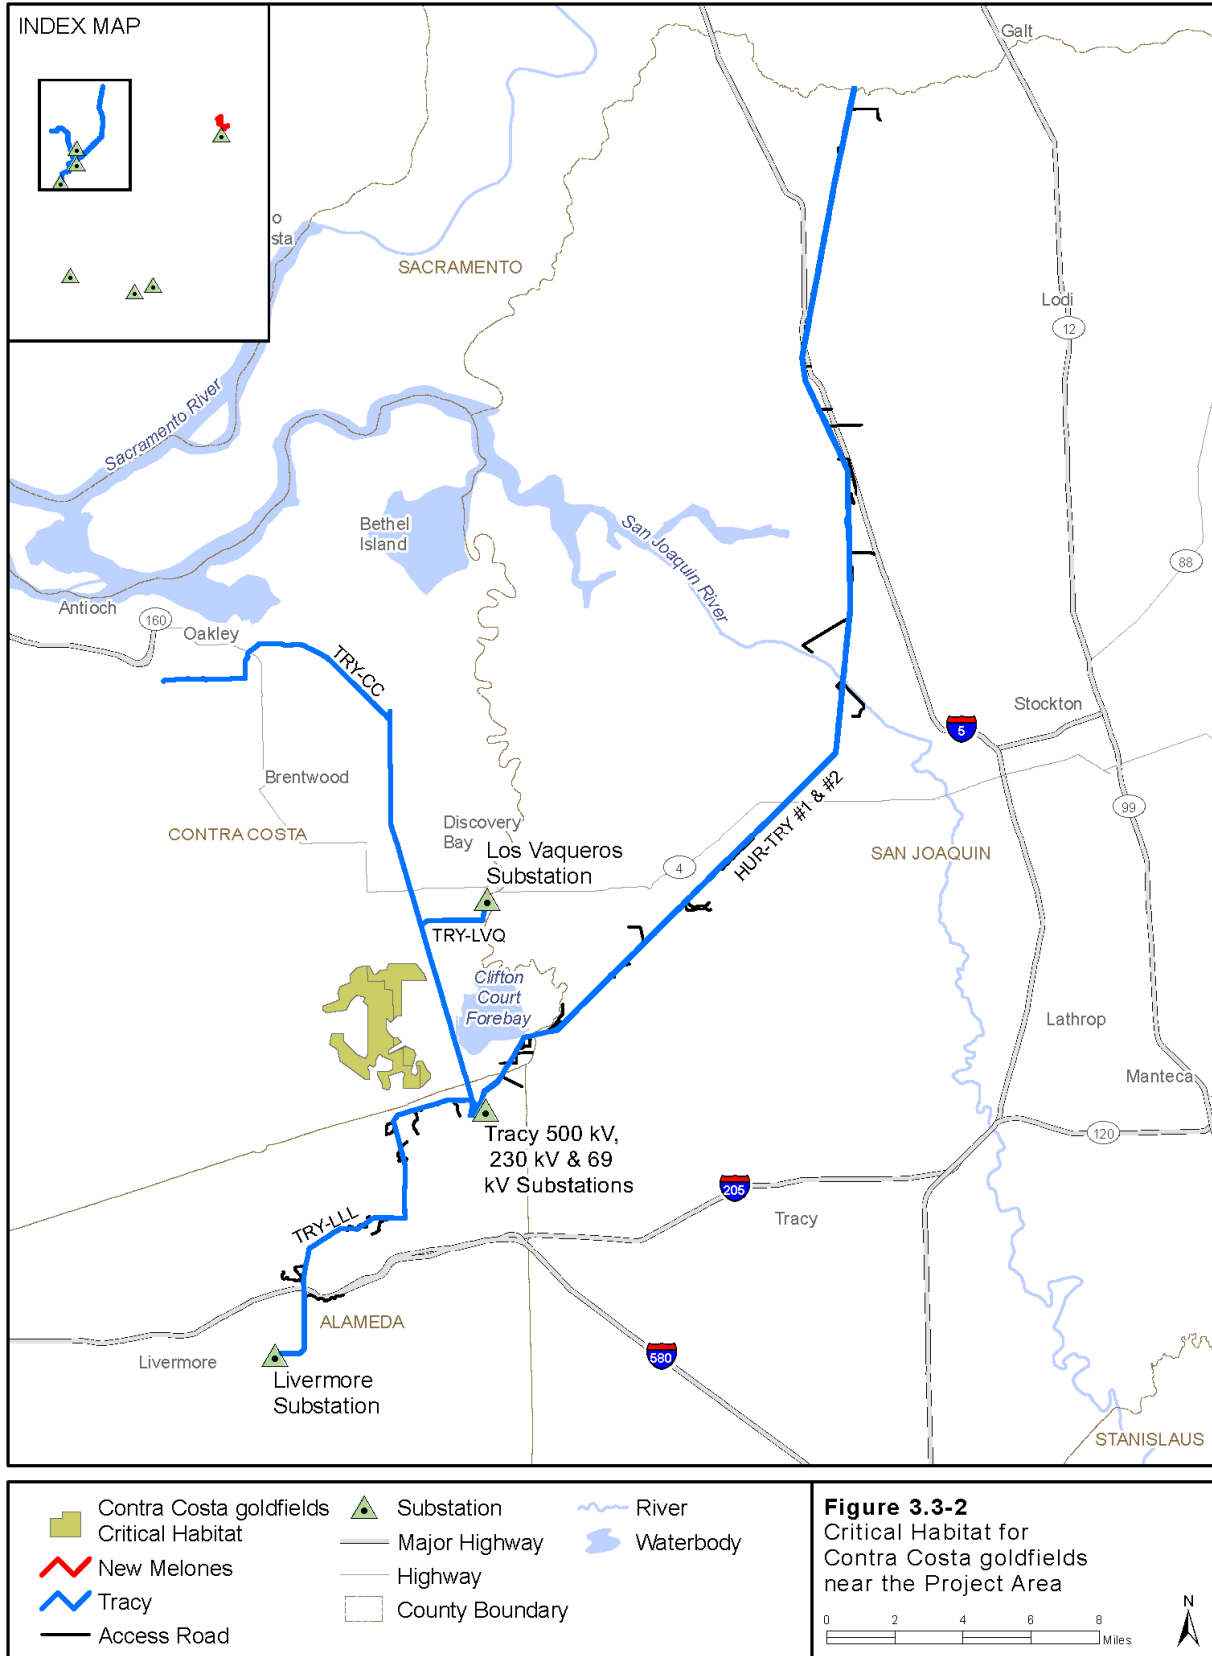 INDEX MAP
Galt
o
sta
SACRAMENTO
Lodi
12
Sacramento River
Bethel
Island
San Joaquin River
88
Antioch
160
Oakley
TRY-CC
Stockton
5
Brentwood
HUR-TRY #1 & #2
99
CONTRA COSTA
Discovery
Bay
Los Vaqueros
Substation
4
SAN JOAQUIN
TRY-LVQ
Clifton
Court
Forebay
Lathrop
Manteca
Tracy 500 kV,
230 kV & 69
kV Substations
120
205
Tracy
TRY-LLL
ALAMEDA
Livermore
580
Livermore
Substation
STANISLAUS
Contra Costa goldfields
Critical Habitat
New Melones
Tracy
Access Road
Substation
Major Highway
Highway
County Boundary
River
Waterbody
Figure 3.3-2
Critical Habitat for
Contra Costa goldfields
near the Project Area
0 2 4 6 8
Miles
N